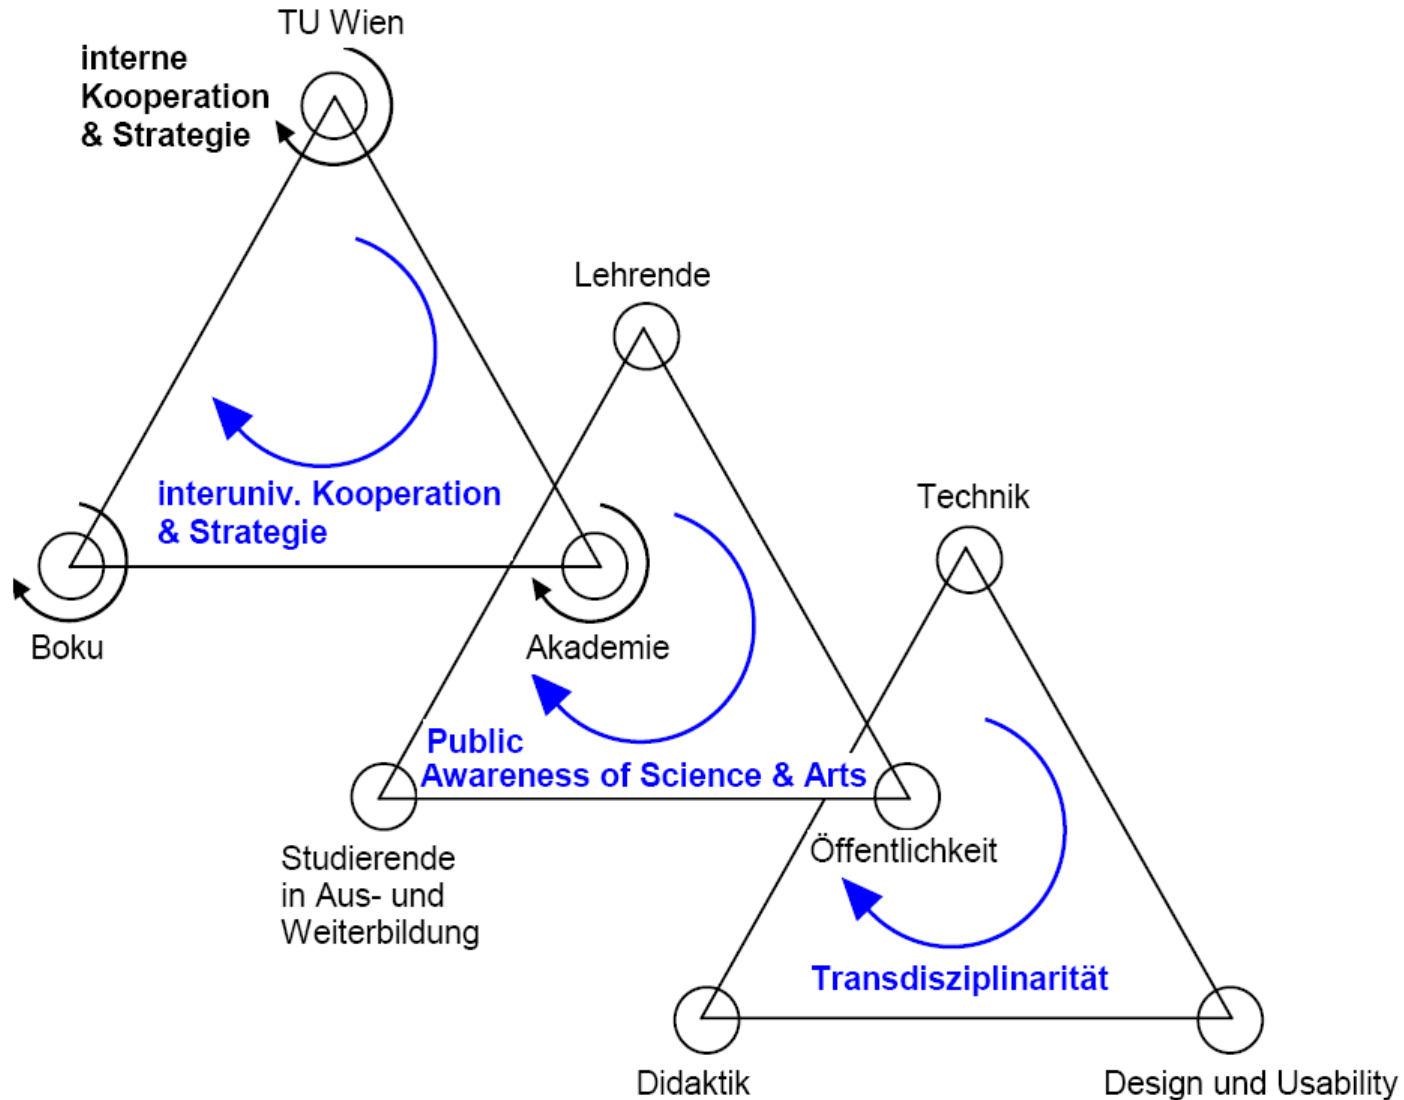 TU Wien
interne
Kooperation
& Strategie
Lehrende
interuniv. Kooperation
& Strategie
Technik
Boku
Akademie
Public
Awareness of Science & Arts
Studierende
in Aus- und
Weiterbildung
Öffentlichkeit
Transdisziplinarität
Didaktik
Design und Usability